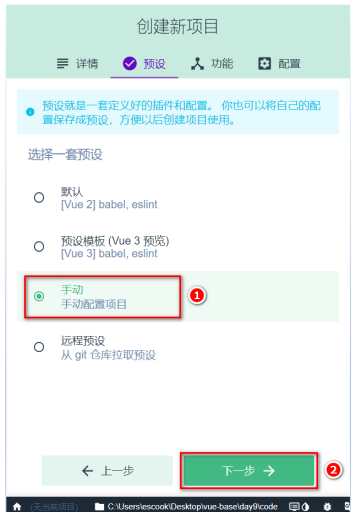 创建新项目
详情 预设 功能 配置
预设就是一套定义好的插件和配置。 你也可以将自己的配
置保存成预设，方便以后创建项目使用。
选择一套预设
默认
[Vue 2] babel, eslint
预设模板 (Vue 3 预览)
[Vue 3] babel, eslint
手动
手动配置项目
1
远程预设
从 git 仓库拉取预设
上一步 下一步
2
(无当前项目) C:\Users\escook\Desktop\vue-base\day9\code